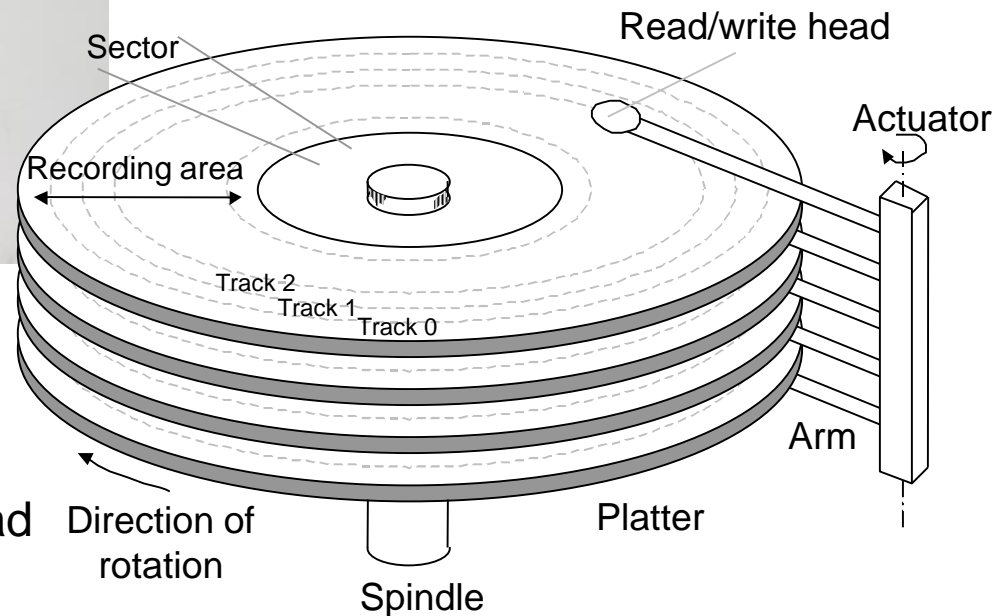 Read/write head
Sector
Actuator
Recording area
Track 2
Track 1
Track 0
Arm
Direction of
rotation
Platter
Spindle